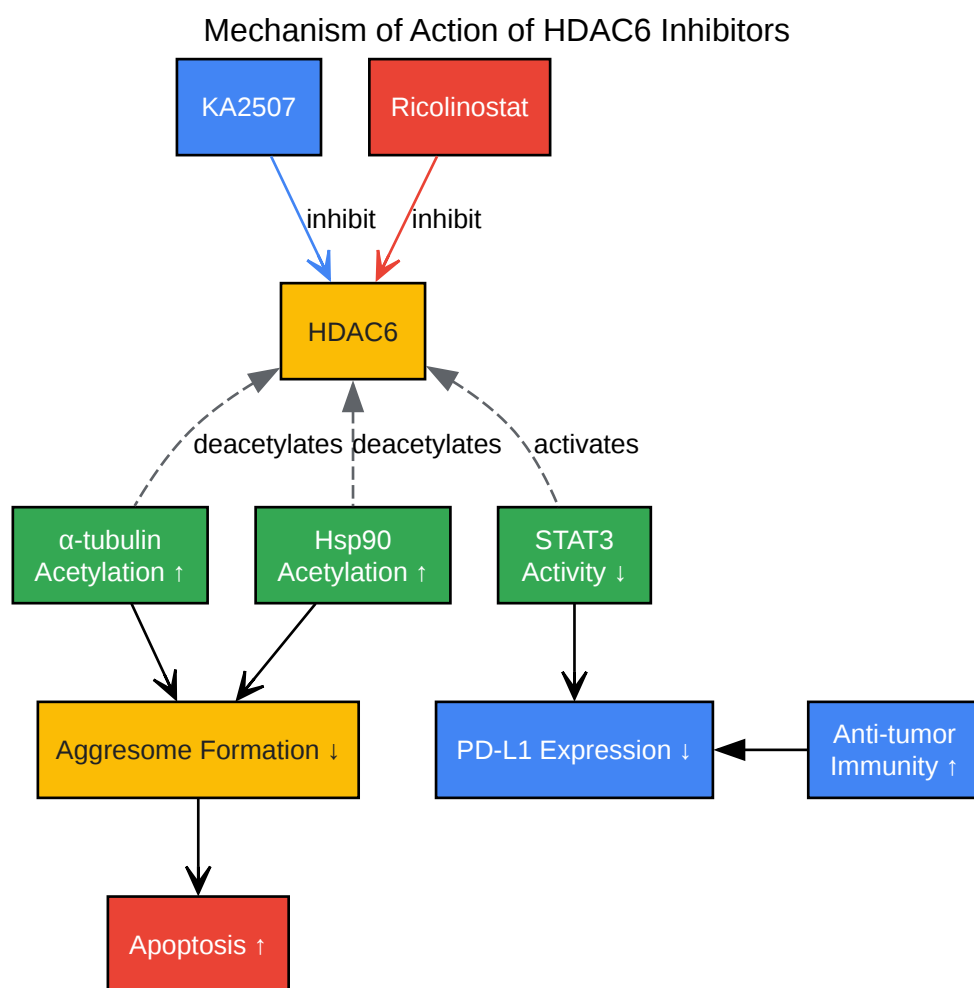 Mechanism of Action of HDAC6 Inhibitors
KA2507
Ricolinostat
inhibit
inhibit
HDAC6
deacetylates
deacetylates
activates
α-tubulin
Acetylation ↑
Hsp90
Acetylation ↑
STAT3
Activity ↓
Aggresome Formation ↓
PD-L1 Expression ↓
Anti-tumor
Immunity ↑
Apoptosis ↑